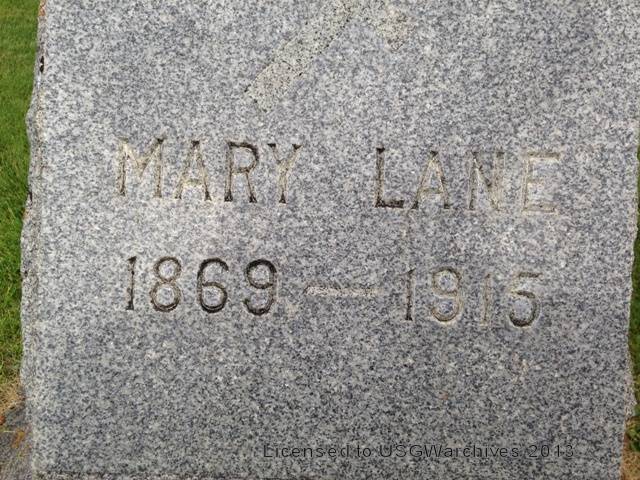 MARY LANE
1869 — 1915
Licensed to USGWarchives 2013